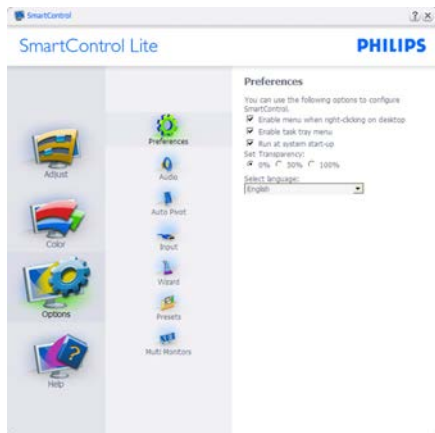 SmartControl
SmartControl Lite
PHILIPS
Adjust
Color
Options
Help
Preferences
Audio
Auto Pivot
Input
Wizard
Presets
Multi Monitors
Preferences
You can use the following options to configure
SmartControl.
Enable menu when right-clicking on desktop
Enable task tray menu
Run at system start-up
Set Transparency:
0% 50% 100%
Select language:
English